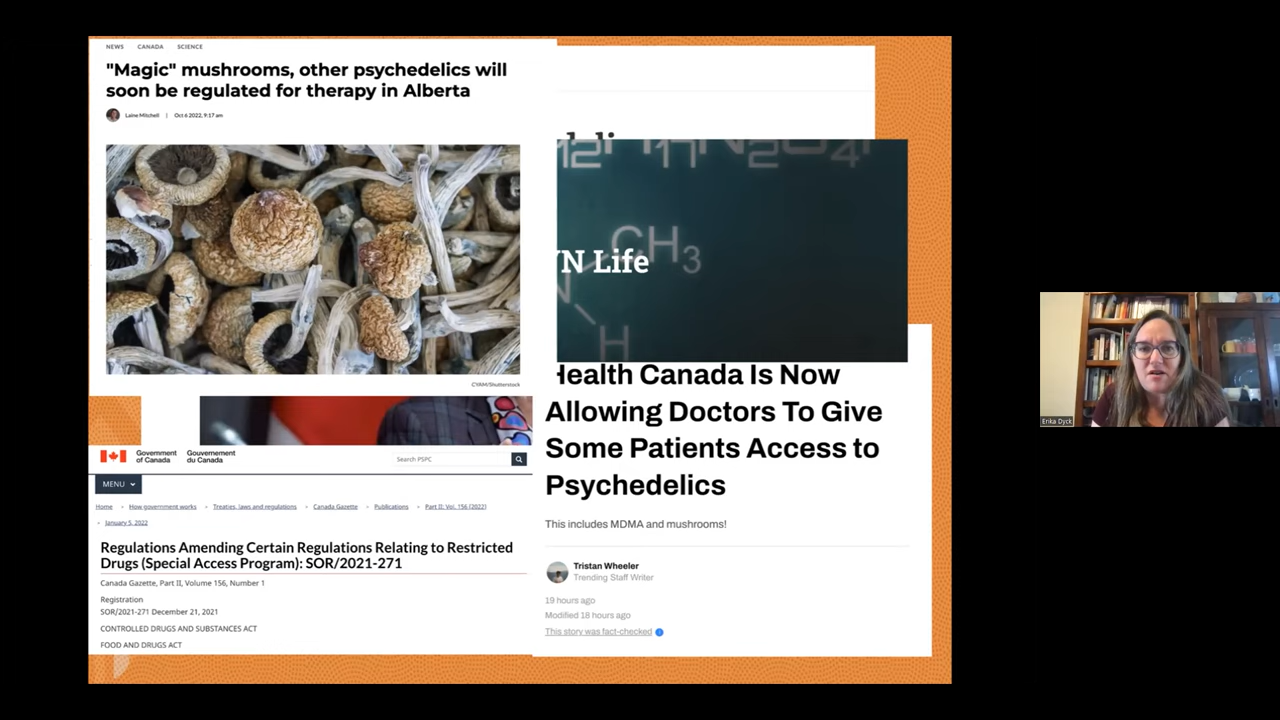 NEWS CANADA SCIENCE
"Magic" mushrooms, other psychedelics will
soon be regulated for therapy in Alberta
Laine Mitchell | Oct 6 2022, 9:17 am
CYAM/Shutterstock
Government
of Canada
Gouvernement
du Canada
Search PSPC
MENU
Home How government works Treaties, laws and regulations Canada Gazette Publications Part II: Vol. 156 (2022)
January 5, 2022
Regulations Amending Certain Regulations Relating to Restricted
Drugs (Special Access Program): SOR/2021-271
Canada Gazette, Part II, Volume 156, Number 1
Registration
SOR/2021-271 December 21, 2021
CONTROLLED DRUGS AND SUBSTANCES ACT
FOOD AND DRUGS ACT
N Life
CH3
N
H
Health Canada Is Now
Allowing Doctors To Give
Some Patients Access to
Psychedelics
This includes MDMA and mushrooms!
Tristan Wheeler
Trending Staff Writer
19 hours ago
Modified 18 hours ago
This story was fact-checked
Erika Dyck